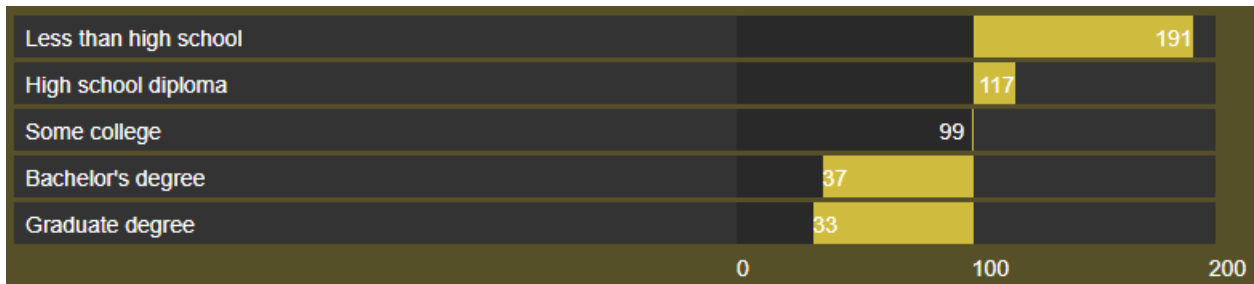 Less than high school 191
High school diploma 117
Some college 99
Bachelor's degree 37
Graduate degree 33
0 100 200